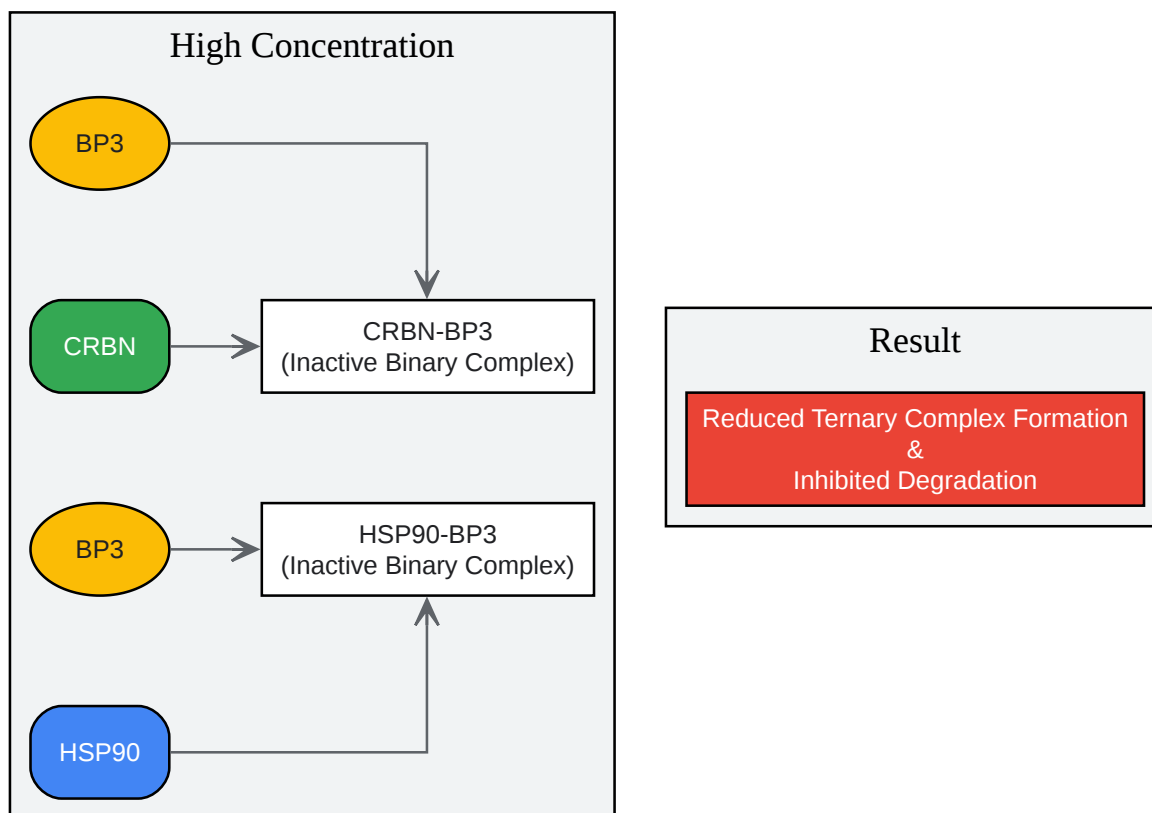 High Concentration
BP3
CRBN
CRBN-BP3
(Inactive Binary Complex)
BP3
HSP90-BP3
(Inactive Binary Complex)
HSP90
Result
Reduced Ternary Complex Formation
&
Inhibited Degradation